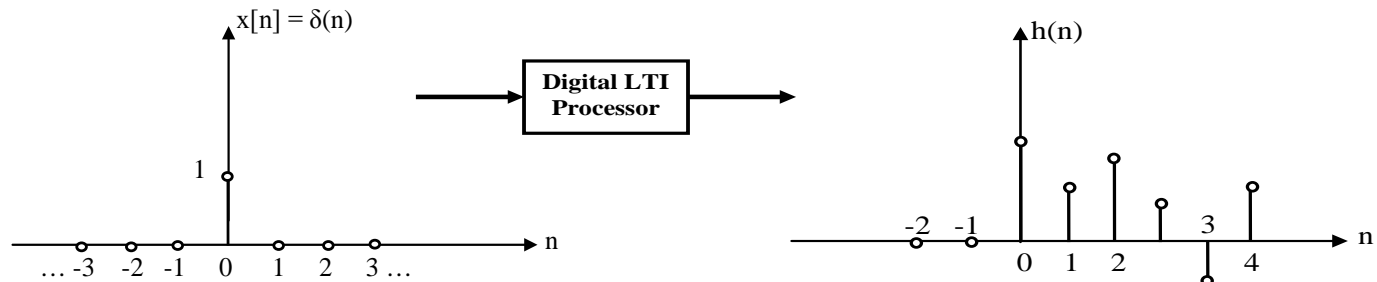 x[n] = δ(n)
1
n
… -3 -2 -1 0 1 2 3 …
Digital LTI
Processor
h(n)
-2 -1 3
n
0 1 2 4